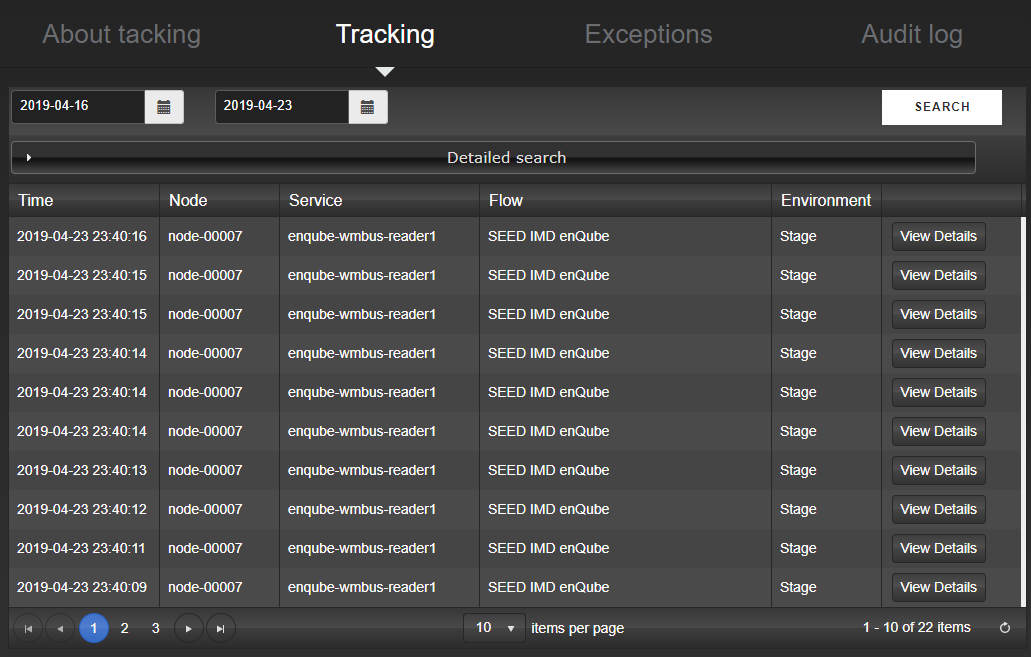 About tacking Tracking Exceptions Audit log
2019-04-16 2019-04-23 SEARCH
Detailed search
Time Node Service Flow Environment
2019-04-23 23:40:16 node-00007 enqube-wmbus-reader1 SEED IMD enQube Stage View Details
2019-04-23 23:40:15 node-00007 enqube-wmbus-reader1 SEED IMD enQube Stage View Details
2019-04-23 23:40:15 node-00007 enqube-wmbus-reader1 SEED IMD enQube Stage View Details
2019-04-23 23:40:14 node-00007 enqube-wmbus-reader1 SEED IMD enQube Stage View Details
2019-04-23 23:40:14 node-00007 enqube-wmbus-reader1 SEED IMD enQube Stage View Details
2019-04-23 23:40:14 node-00007 enqube-wmbus-reader1 SEED IMD enQube Stage View Details
2019-04-23 23:40:13 node-00007 enqube-wmbus-reader1 SEED IMD enQube Stage View Details
2019-04-23 23:40:12 node-00007 enqube-wmbus-reader1 SEED IMD enQube Stage View Details
2019-04-23 23:40:11 node-00007 enqube-wmbus-reader1 SEED IMD enQube Stage View Details
2019-04-23 23:40:09 node-00007 enqube-wmbus-reader1 SEED IMD enQube Stage View Details
1 2 3 10 items per page 1 - 10 of 22 items